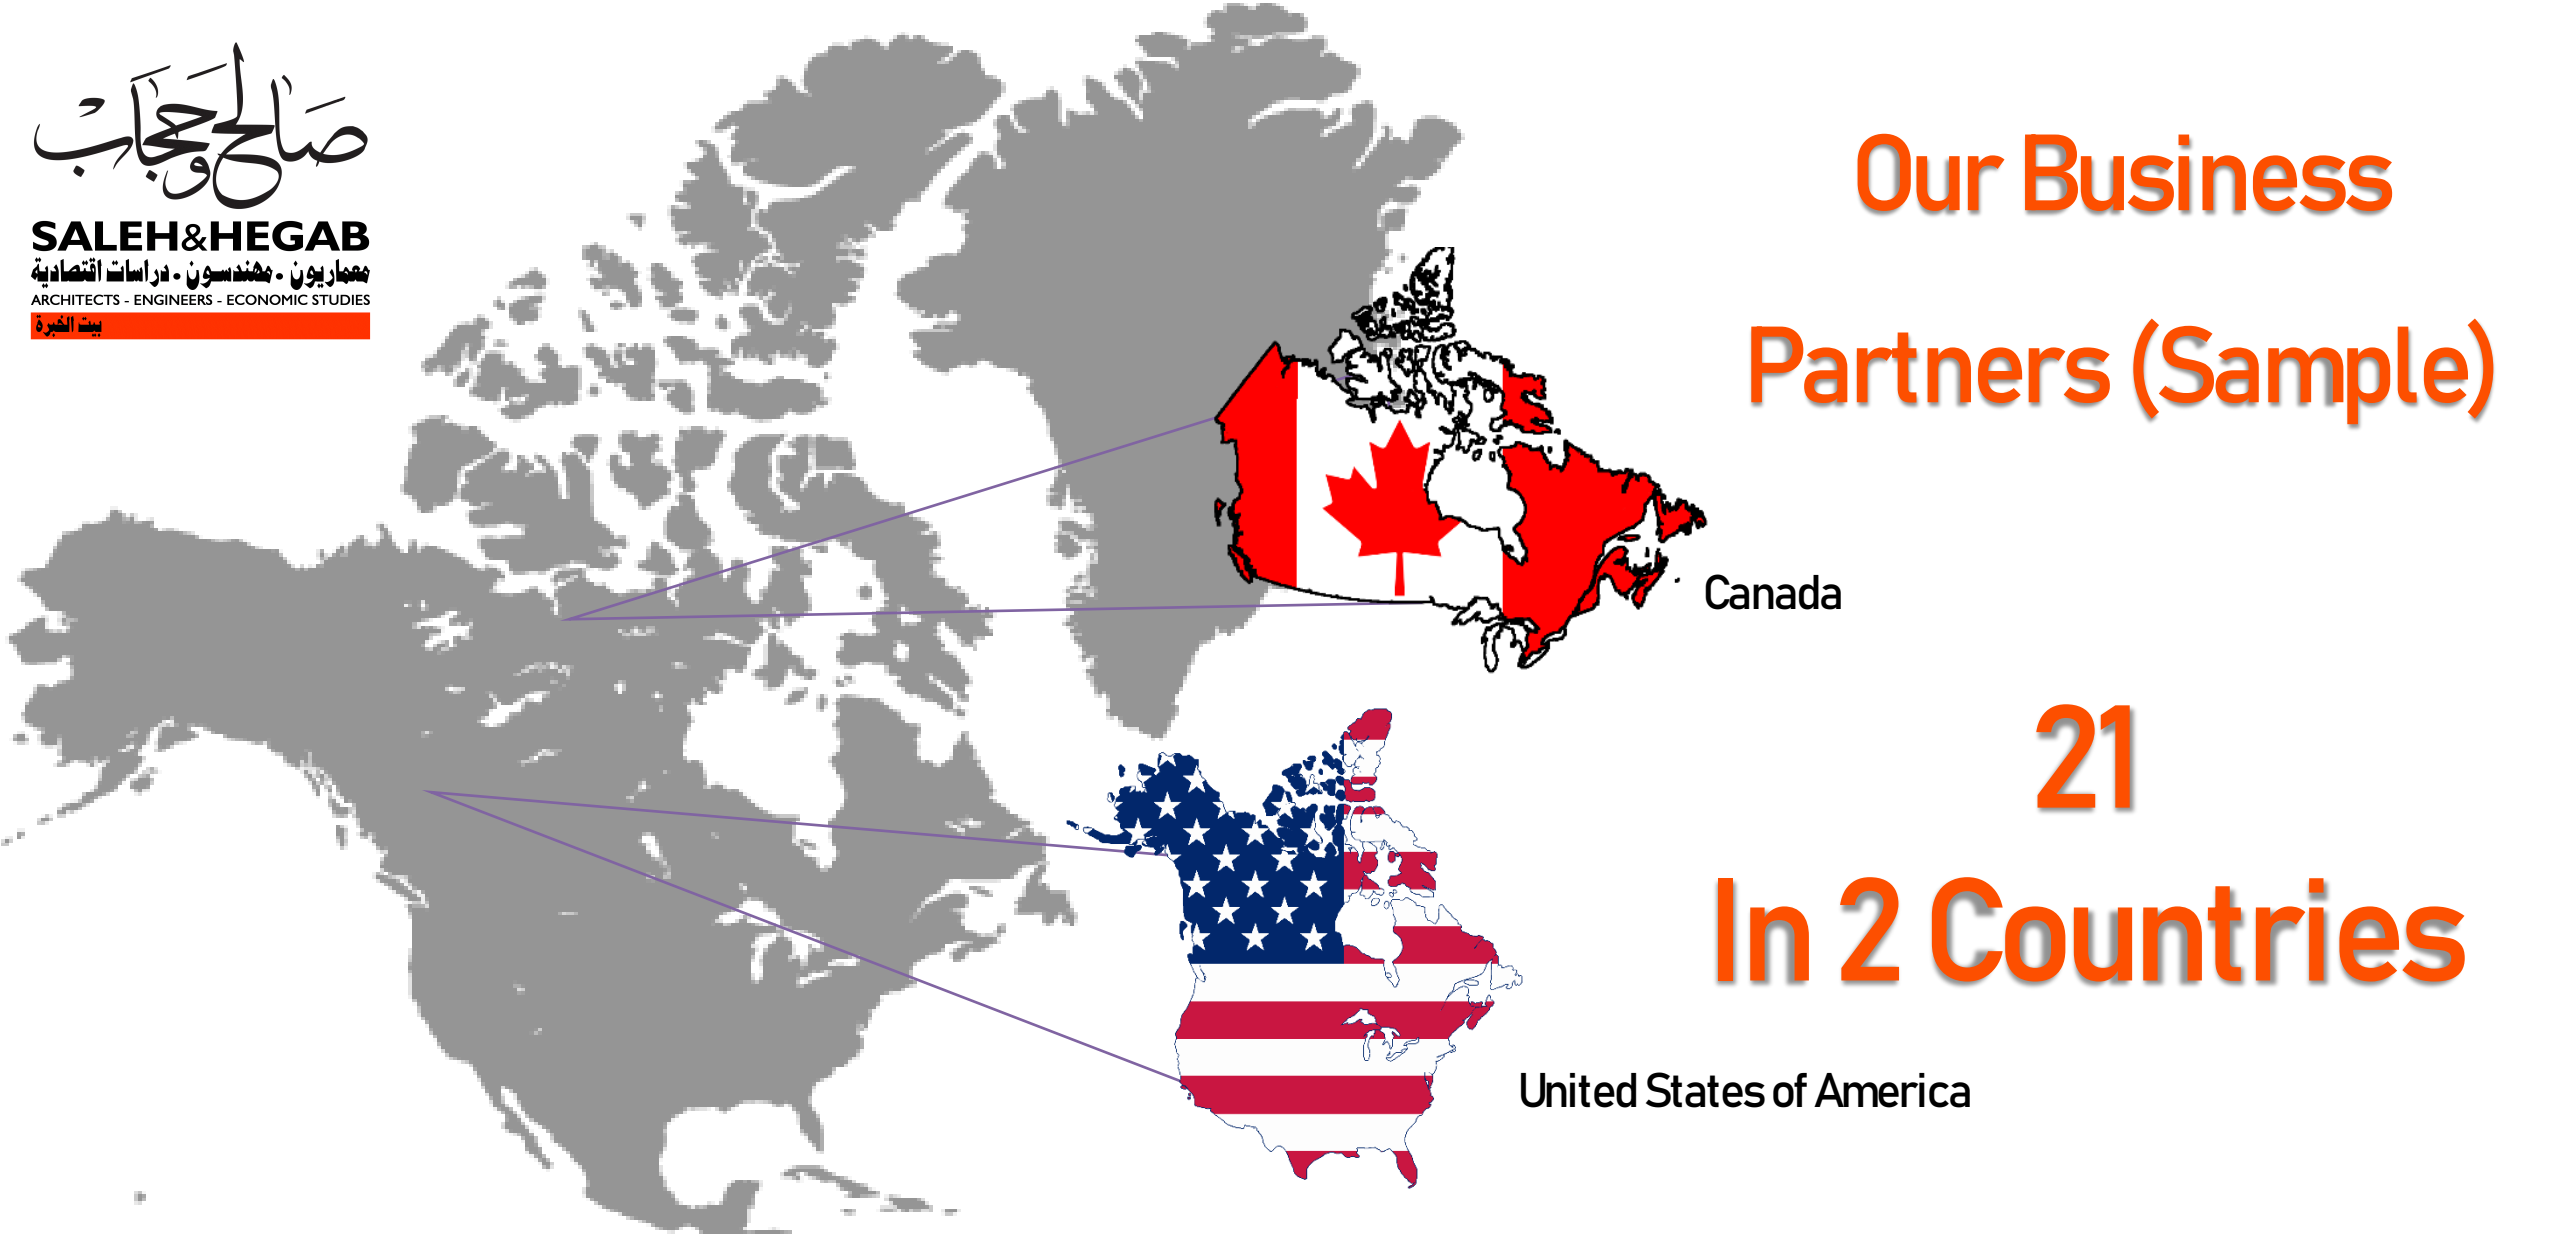 صالح وحجاب
SALEH&HEGAB
معماريون - مهندسون - دراسات اقتصادية
ARCHITECTS - ENGINEERS - ECONOMIC STUDIES
بيت الخبرة
Our Business
Partners (Sample)
Canada
21
In 2 Countries
United States of America